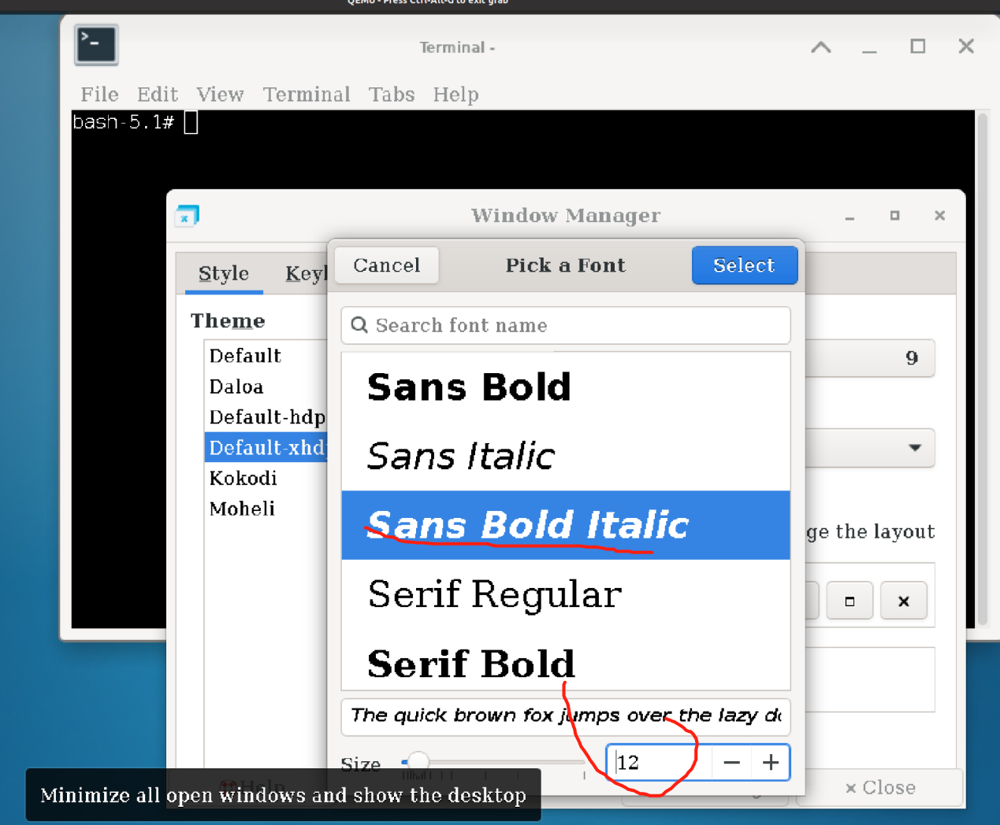 QEMU - Press Ctrl-Alt-G to exit grab
Terminal -
File Edit View Terminal Tabs Help
bash-5.1#
Window Manager
Cancel Pick a Font Select
Style
Search font name
Theme
Default
Daloa
Default-hdp
Default-xhd
Kokodi
Moheli
9
Sans Bold
Sans Italic
Sans Bold Italic
Serif Regular
Serif Bold
ge the layout
The quick brown fox jumps over the lazy do
Size 12 − +
Help
Close
Minimize all open windows and show the desktop